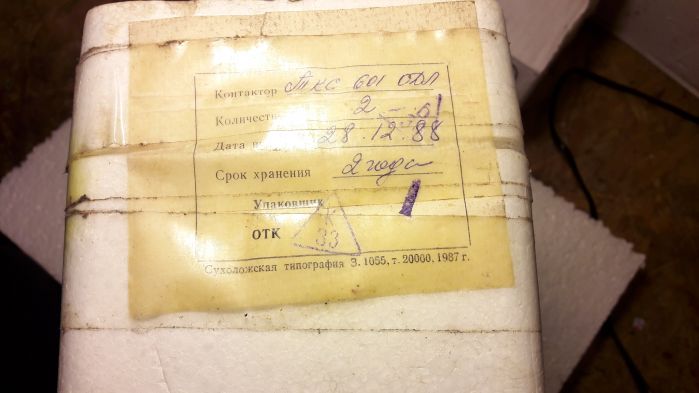 Контактор ТКС 601 ОДЛ
Количество 2
Дата 28.12.88
Срок хранения 2 года
Упаковщик
ОТК 33
Сухоложская типография З. 1055, т. 20000, 1987 г.